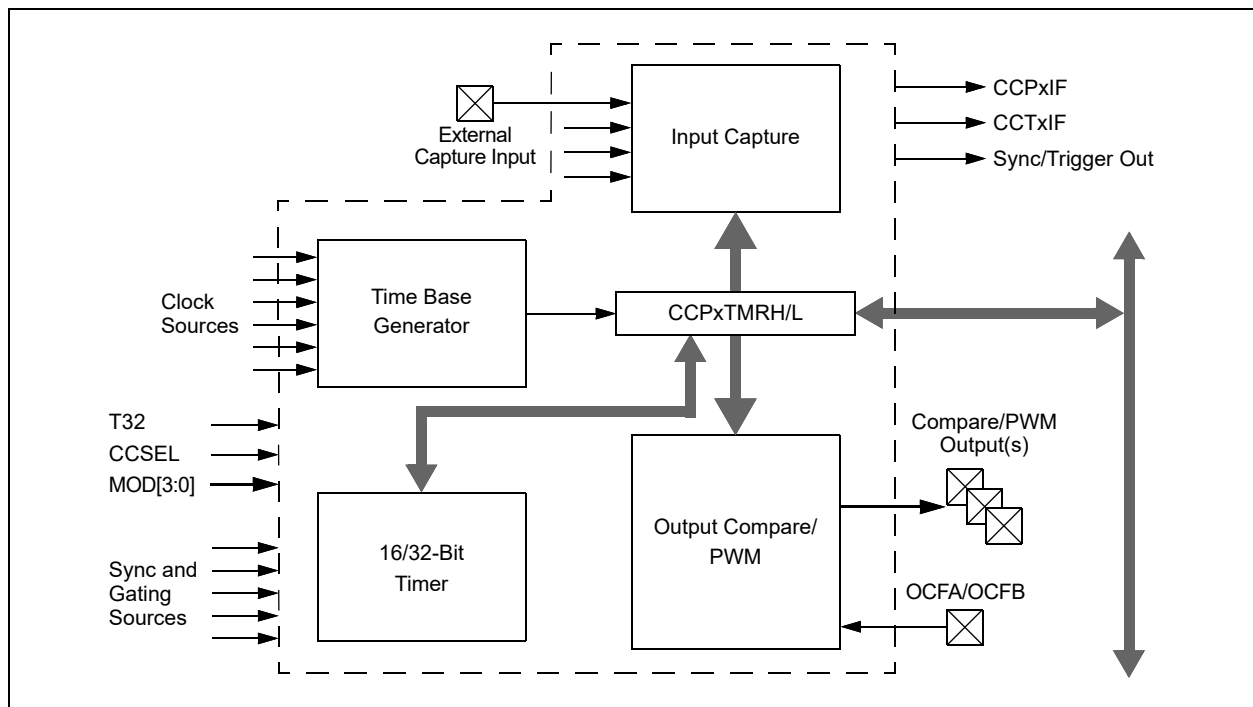 External
Capture Input
Input Capture
CCPxIF
CCTxIF
Sync/Trigger Out
Clock
Sources
Time Base
Generator
CCPxTMRH/L
T32
CCSEL
MOD[3:0]
Sync and
Gating
Sources
16/32-Bit
Timer
Output Compare/
PWM
Compare/PWM
Output(s)
OCFA/OCFB